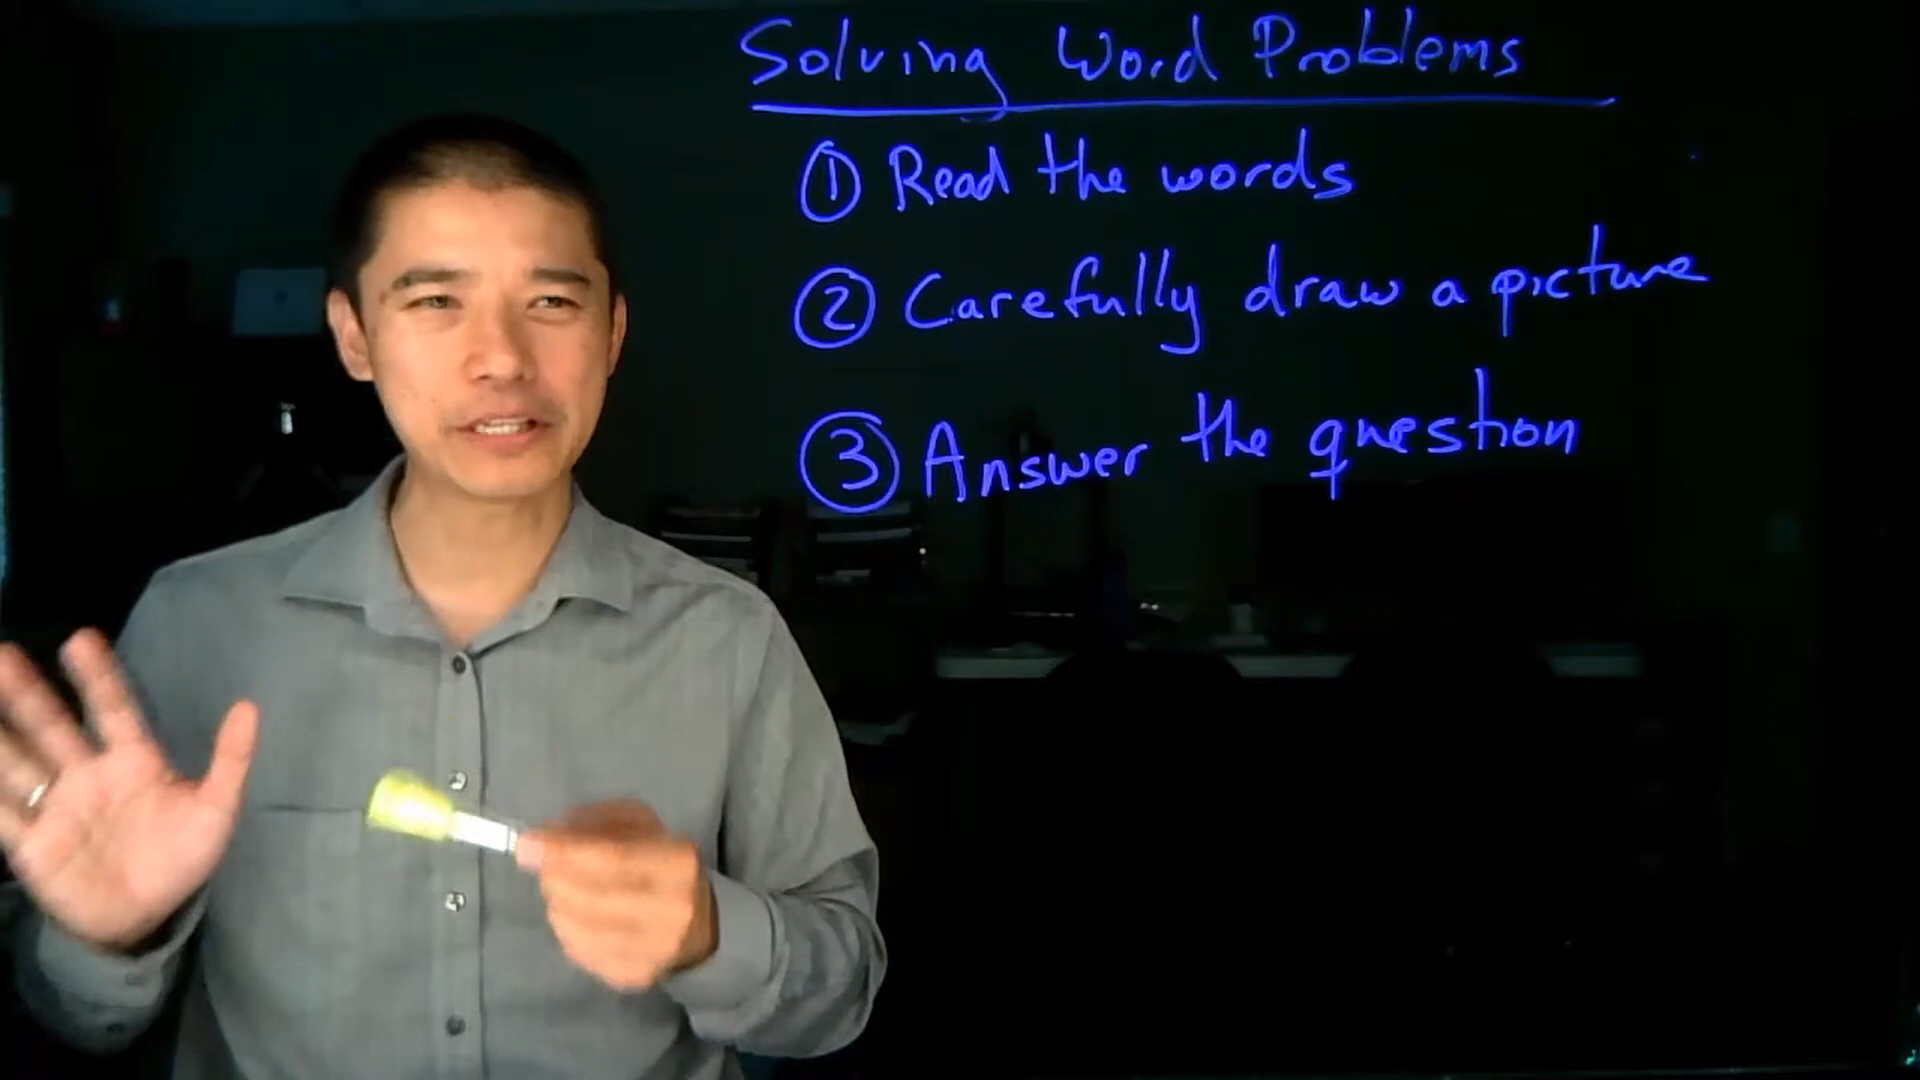 Solving Word Problems
① Read the words
② Carefully draw a picture
③ Answer the question